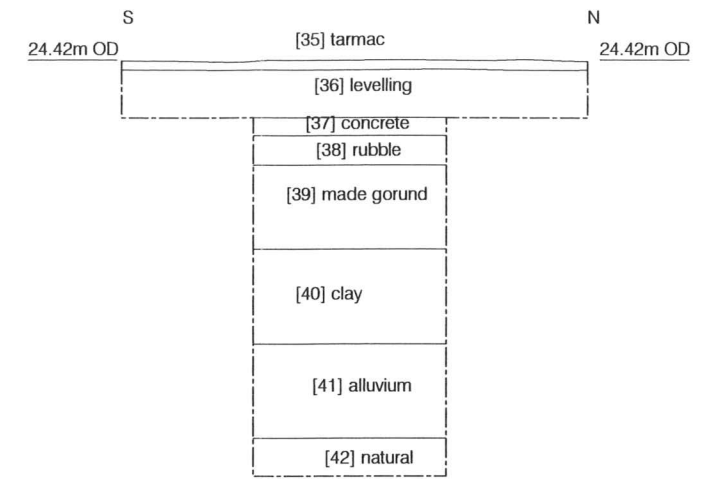 S N
[35] tarmac
24.42m OD 24.42m OD
[36] levelling
[37] concrete
[38] rubble
[39] made gorund
[40] clay
[41] alluvium
[42] natural